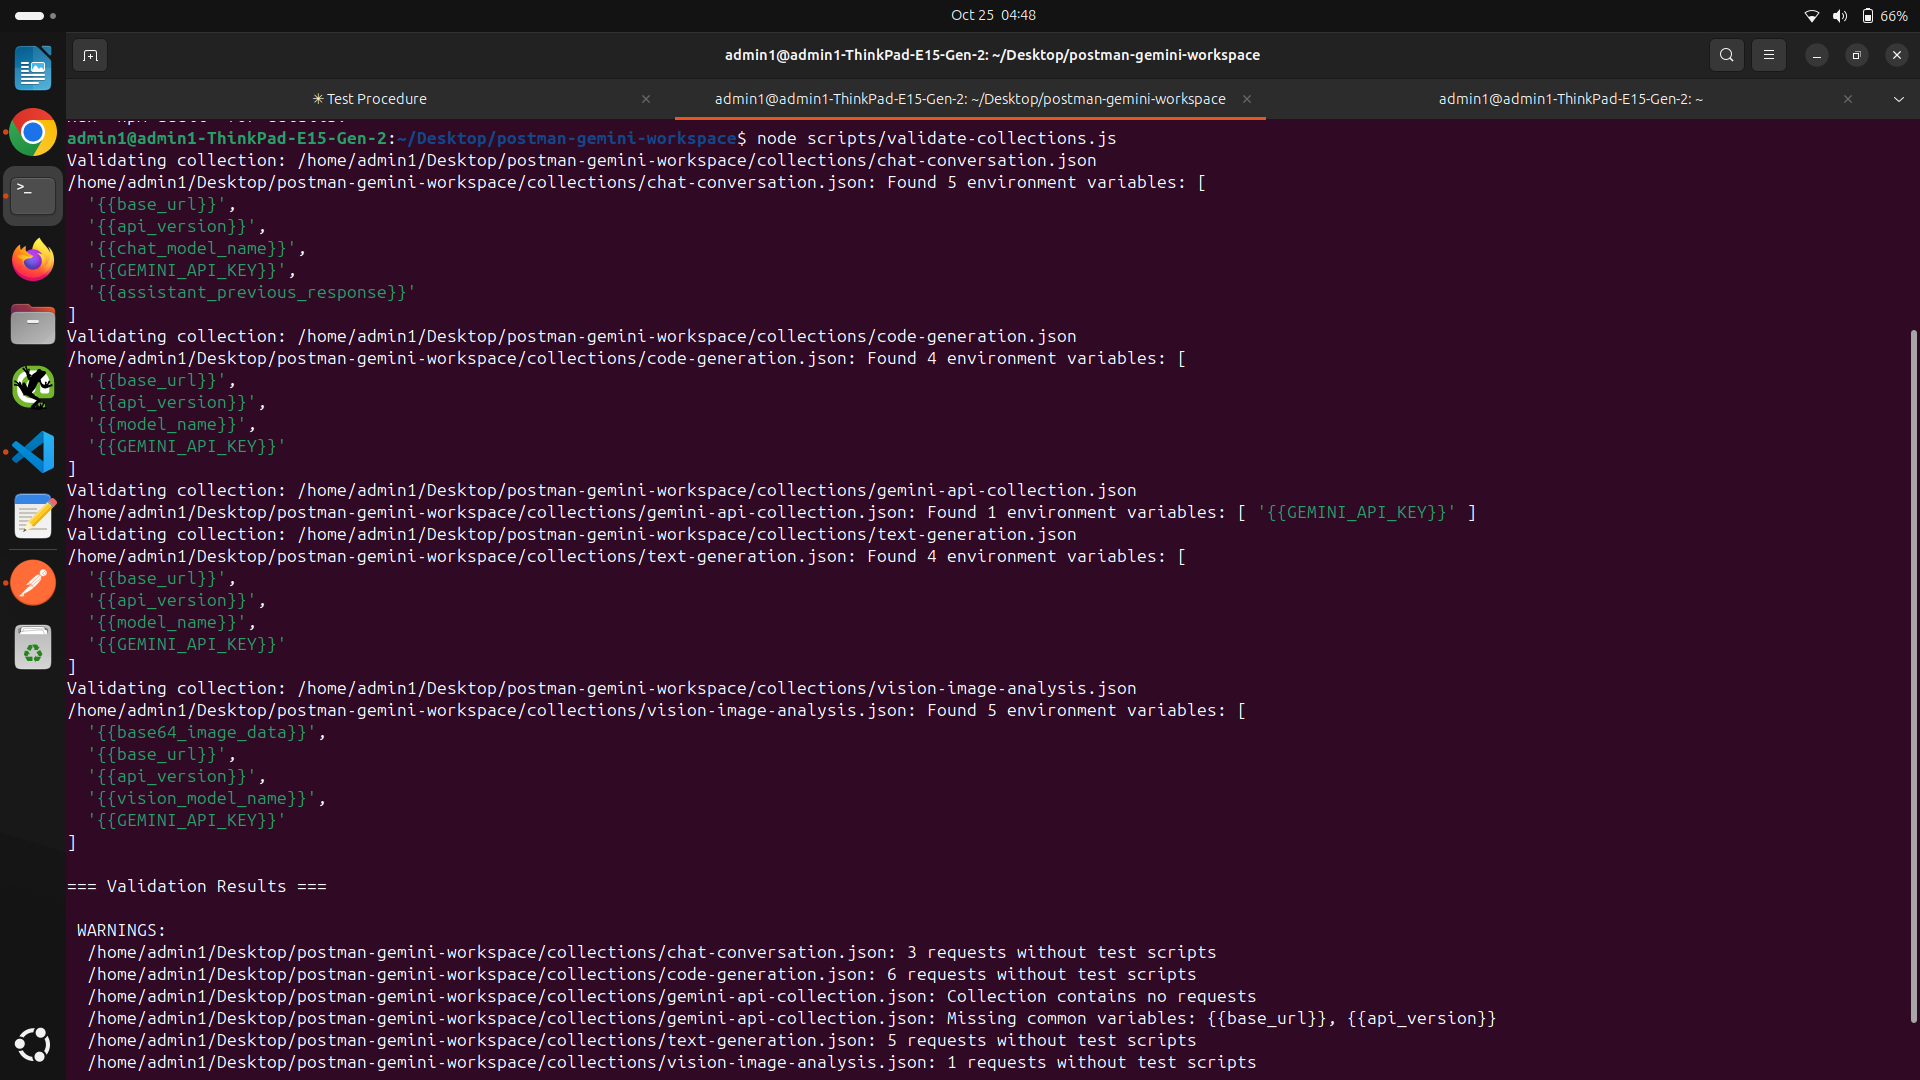 Oct 25 04:48
66%
admin1@admin1-ThinkPad-E15-Gen-2: ~/Desktop/postman-gemini-workspace
✳ Test Procedure
admin1@admin1-ThinkPad-E15-Gen-2: ~/Desktop/postman-gemini-workspace
admin1@admin1-ThinkPad-E15-Gen-2: ~
admin1@admin1-ThinkPad-E15-Gen-2:~/Desktop/postman-gemini-workspace$ node scripts/validate-collections.js
Validating collection: /home/admin1/Desktop/postman-gemini-workspace/collections/chat-conversation.json
/home/admin1/Desktop/postman-gemini-workspace/collections/chat-conversation.json: Found 5 environment variables: [
'{{base_url}}',
'{{api_version}}',
'{{chat_model_name}}',
'{{GEMINI_API_KEY}}',
'{{assistant_previous_response}}'
]
Validating collection: /home/admin1/Desktop/postman-gemini-workspace/collections/code-generation.json
/home/admin1/Desktop/postman-gemini-workspace/collections/code-generation.json: Found 4 environment variables: [
'{{base_url}}',
'{{api_version}}',
'{{model_name}}',
'{{GEMINI_API_KEY}}'
]
Validating collection: /home/admin1/Desktop/postman-gemini-workspace/collections/gemini-api-collection.json
/home/admin1/Desktop/postman-gemini-workspace/collections/gemini-api-collection.json: Found 1 environment variables: [ '{{GEMINI_API_KEY}}' ]
Validating collection: /home/admin1/Desktop/postman-gemini-workspace/collections/text-generation.json
/home/admin1/Desktop/postman-gemini-workspace/collections/text-generation.json: Found 4 environment variables: [
'{{base_url}}',
'{{api_version}}',
'{{model_name}}',
'{{GEMINI_API_KEY}}'
]
Validating collection: /home/admin1/Desktop/postman-gemini-workspace/collections/vision-image-analysis.json
/home/admin1/Desktop/postman-gemini-workspace/collections/vision-image-analysis.json: Found 5 environment variables: [
'{{base64_image_data}}',
'{{base_url}}',
'{{api_version}}',
'{{vision_model_name}}',
'{{GEMINI_API_KEY}}'
]
=== Validation Results ===
WARNINGS:
/home/admin1/Desktop/postman-gemini-workspace/collections/chat-conversation.json: 3 requests without test scripts
/home/admin1/Desktop/postman-gemini-workspace/collections/code-generation.json: 6 requests without test scripts
/home/admin1/Desktop/postman-gemini-workspace/collections/gemini-api-collection.json: Collection contains no requests
/home/admin1/Desktop/postman-gemini-workspace/collections/gemini-api-collection.json: Missing common variables: {{base_url}}, {{api_version}}
/home/admin1/Desktop/postman-gemini-workspace/collections/text-generation.json: 5 requests without test scripts
/home/admin1/Desktop/postman-gemini-workspace/collections/vision-image-analysis.json: 1 requests without test scripts